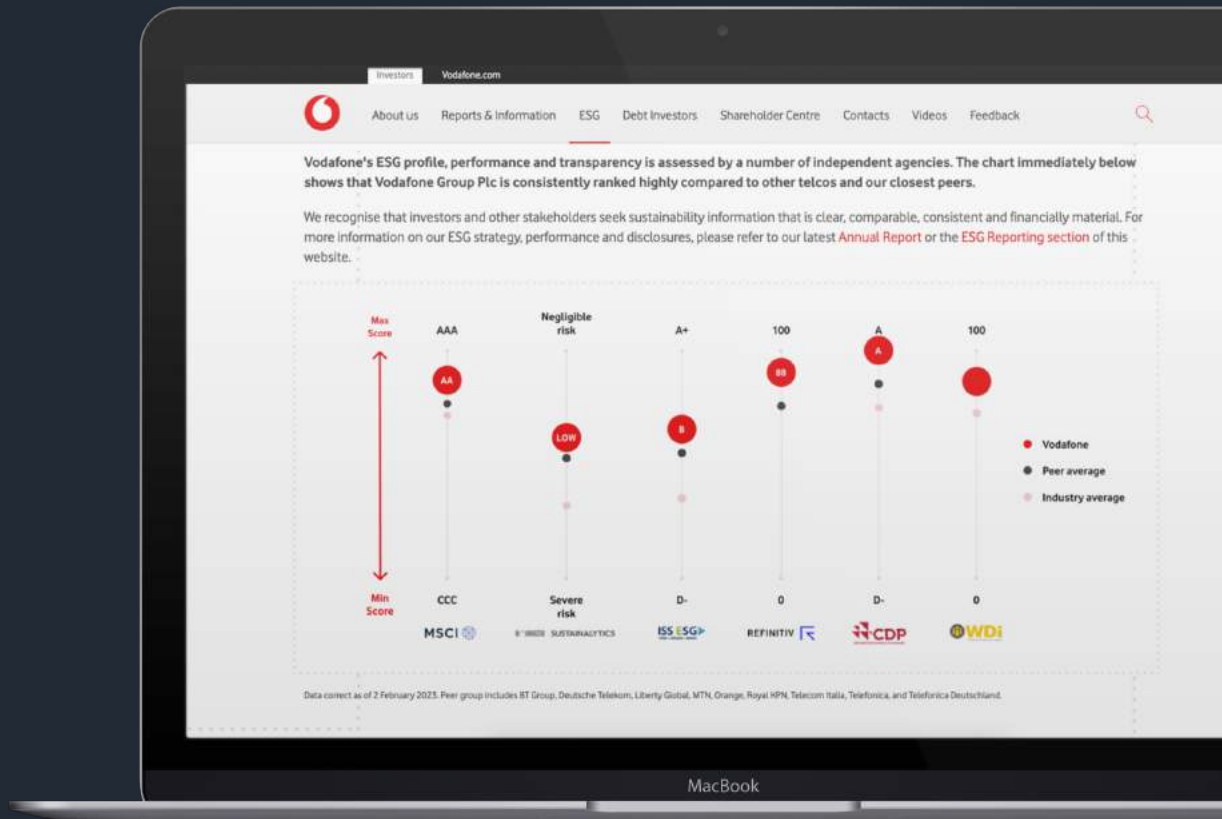 Investors Vodafone.com
About us Reports & Information ESG Debt Investors Shareholder Centre Contacts Videos Feedback
Vodafone's ESG profile, performance and transparency is assessed by a number of independent agencies. The chart immediately below
shows that Vodafone Group Plc is consistently ranked highly compared to other telcos and our closest peers.
We recognise that investors and other stakeholders seek sustainability information that is clear, comparable, consistent and financially material. For
more information on our ESG strategy, performance and disclosures, please refer to our latest Annual Report or the ESG Reporting section of this
website.
Max
Score
AAA
Negligible
risk
A+
100
A
100
AA
LOW
B
88
A
Vodafone
Peer average
Industry average
Min
Score
CCC
Severe
risk
D-
0
D-
0
MSCI
SUSTAINALYTICS
ISS ESG
REFINITIV
CDP
WDi
Data correct as of 2 February 2023. Peer group includes BT Group, Deutsche Telekom, Liberty Global, MTN, Orange, Royal KPN, Telecom Italia, Telefonica, and Telefonica Deutschland.
MacBook